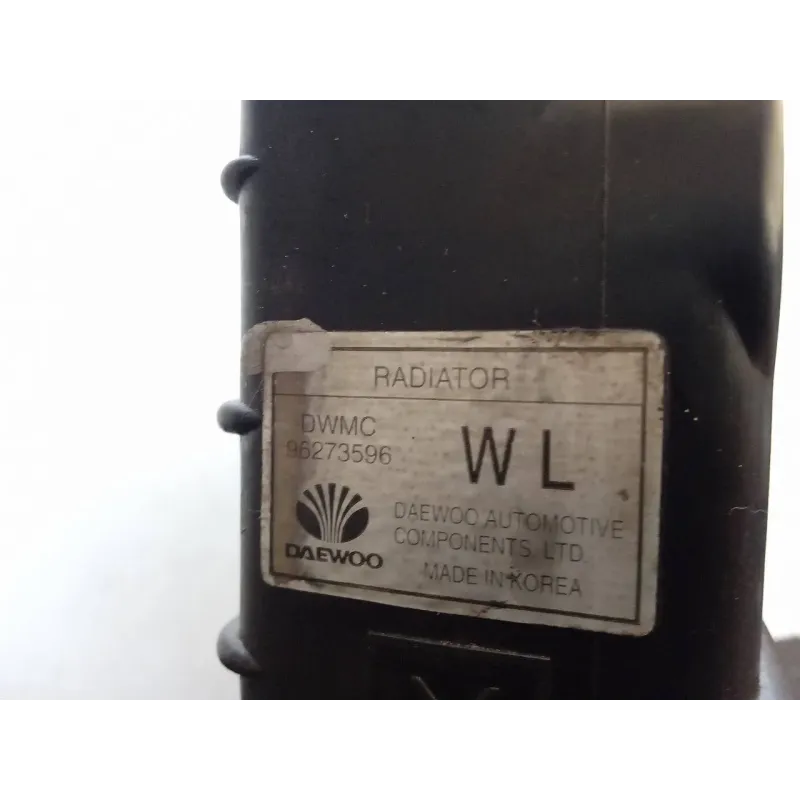 RADIATOR
DWMC
96273596
WL
DAEWOO
DAEWOO AUTOMOTIVE
COMPONENTS, LTD.
MADE IN KOREA